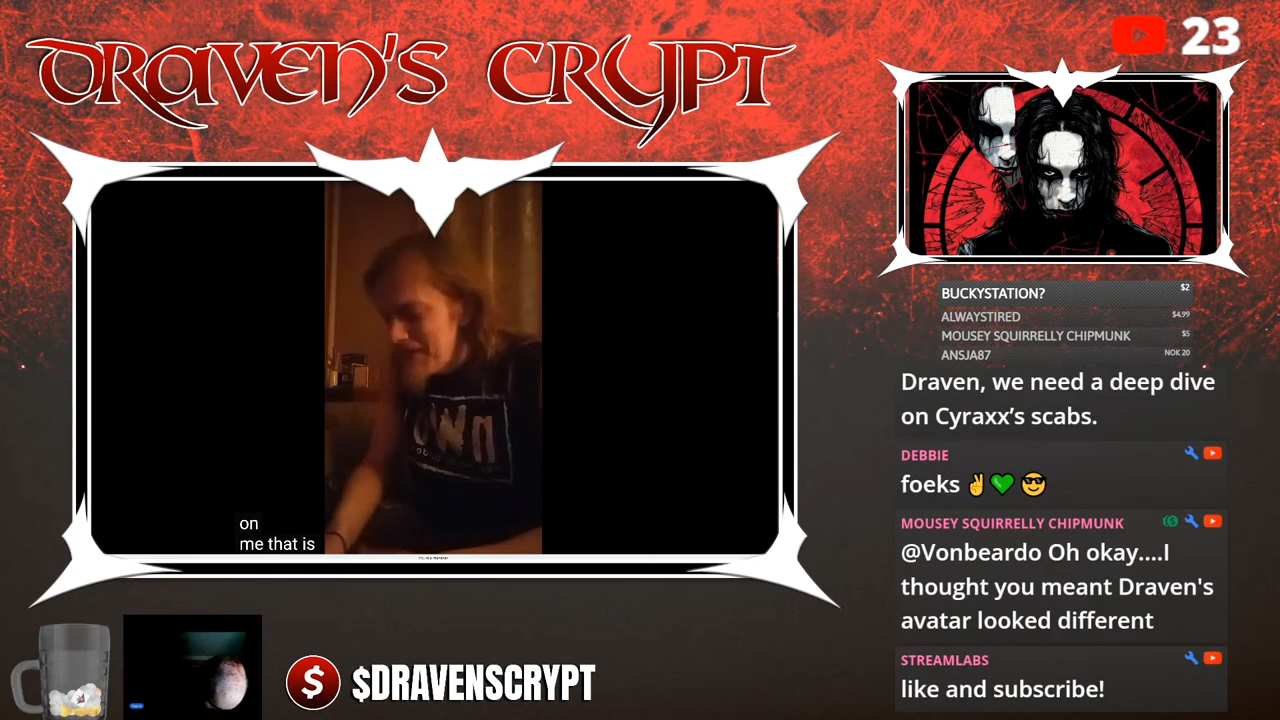 DRAVEN'S CRYPT
23
BUCKYSTATION? $2
ALWAYSTIRED $4.99
MOUSEY SQUIRRELLY CHIPMUNK $5
ANSJA87 NOK 20
Draven, we need a deep dive
on Cyraxx’s scabs.
DEBBIE
foeks ✌💚😎
MOUSEY SQUIRRELLY CHIPMUNK
@Vonbeardo Oh okay....I
thought you meant Draven's
avatar looked different
STREAMLABS
like and subscribe!
nWn
on
me that is
$ $DRAVENSCRYPT